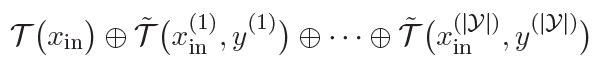 𝒯(x_in) ⊕ 𝒯̃(x_in^(1), y^(1)) ⊕ ⋯ ⊕ 𝒯̃(x_in^(|𝒴|), y^(|𝒴|))